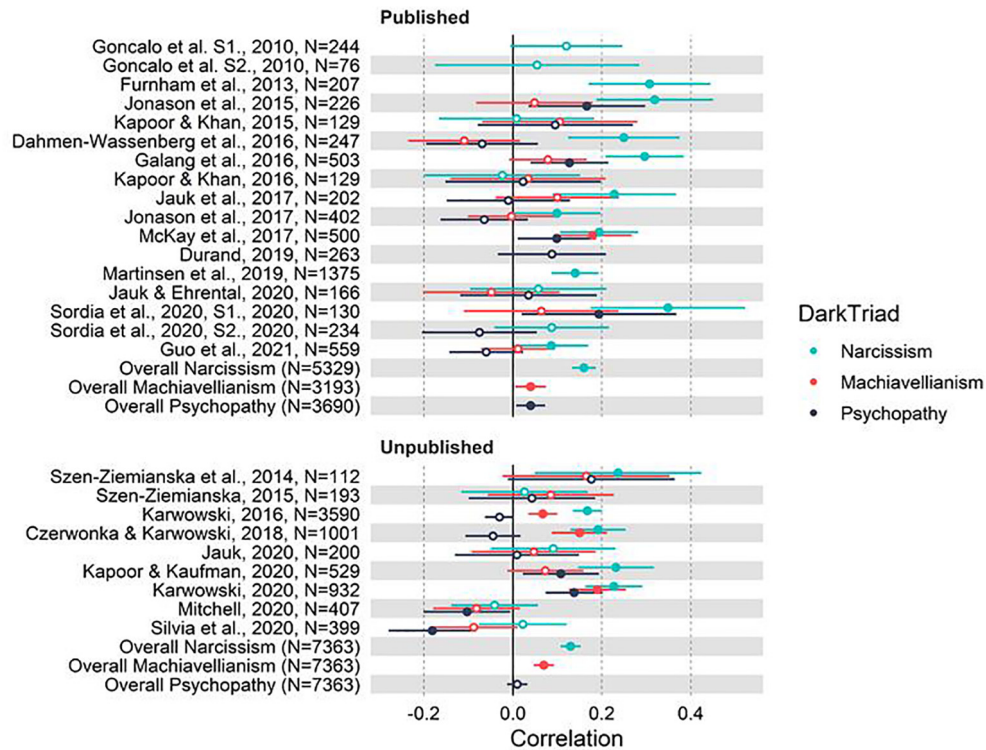 Published
Goncalo et al. S1., 2010, N=244
Goncalo et al. S2., 2010, N=76
Furnham et al., 2013, N=207
Jonason et al., 2015, N=226
Kapoor & Khan, 2015, N=129
Dahmen-Wassenberg et al., 2016, N=247
Galang et al., 2016, N=503
Kapoor & Khan, 2016, N=129
Jauk et al., 2017, N=202
Jonason et al., 2017, N=402
McKay et al., 2017, N=500
Durand, 2019, N=263
Martinsen et al., 2019, N=1375
Jauk & Ehrental, 2020, N=166
Sordia et al., 2020, S1., 2020, N=130
Sordia et al., 2020, S2., 2020, N=234
Guo et al., 2021, N=559
Overall Narcissism (N=5329)
Overall Machiavellianism (N=3193)
Overall Psychopathy (N=3690)
DarkTriad
Narcissism
Machiavellianism
Psychopathy
Unpublished
Szen-Ziemianska et al., 2014, N=112
Szen-Ziemianska, 2015, N=193
Karwowski, 2016, N=3590
Czerwonka & Karwowski, 2018, N=1001
Jauk, 2020, N=200
Kapoor & Kaufman, 2020, N=529
Karwowski, 2020, N=932
Mitchell, 2020, N=407
Silvia et al., 2020, N=399
Overall Narcissism (N=7363)
Overall Machiavellianism (N=7363)
Overall Psychopathy (N=7363)
-0.2 0.0 0.2 0.4
Correlation